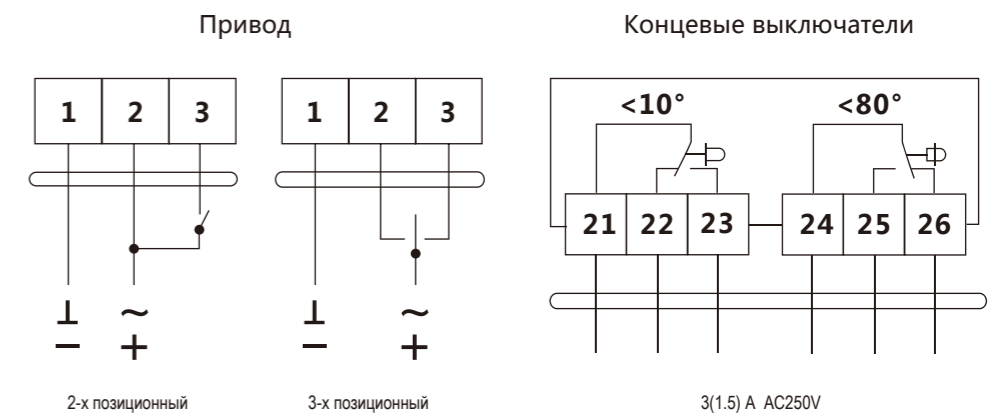 Привод
Концевые выключатели
1 2 3
1 2 3
<10°
<80°
21 22 23
24 25 26
⊥ ~
− +
⊥ ~
− +
2-х позиционный
3-х позиционный
3(1.5) A AC250V